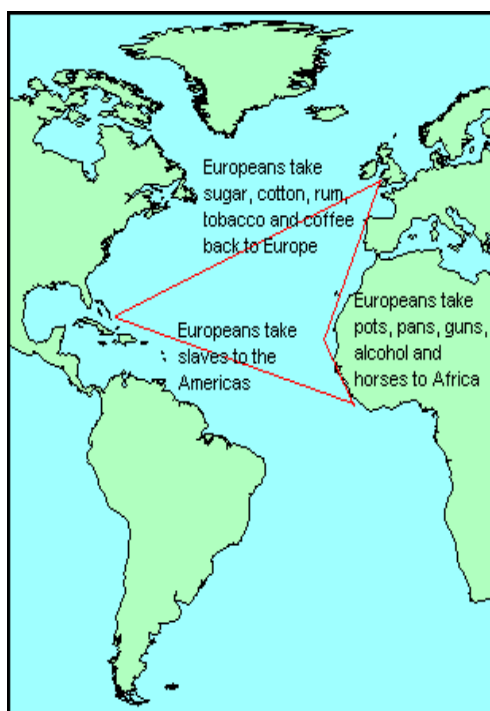 Europeans take
sugar, cotton, rum,
tobacco and coffee
back to Europe
Europeans take
pots, pans, guns,
alcohol and
horses to Africa
Europeans take
slaves to the
Americas